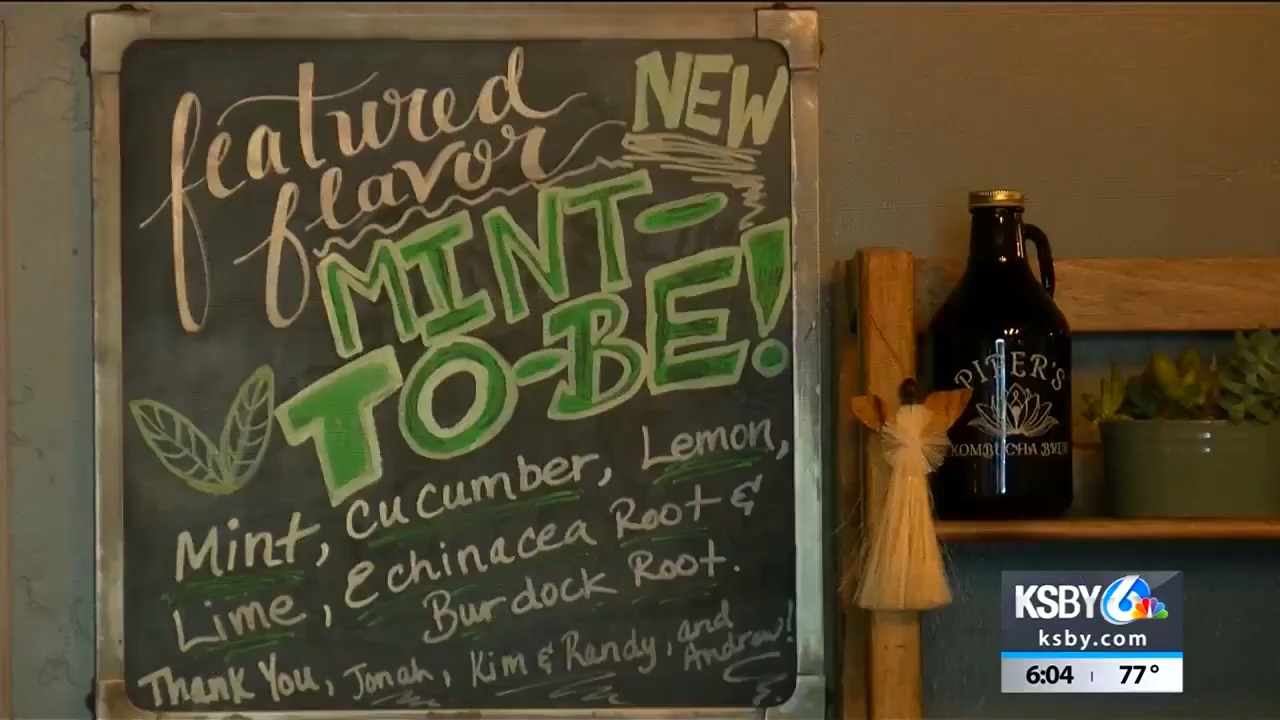 featured
flavor
NEW
MINT-
TO-BE!
Mint, Cucumber, Lemon,
Lime, Echinacea Root &
Burdock Root.
Thank You, Jonah, Kim & Randy, and
Andrew!
PIPER'S
KOMBUCHA BREW
KSBY 6
ksby.com
6:04 77°